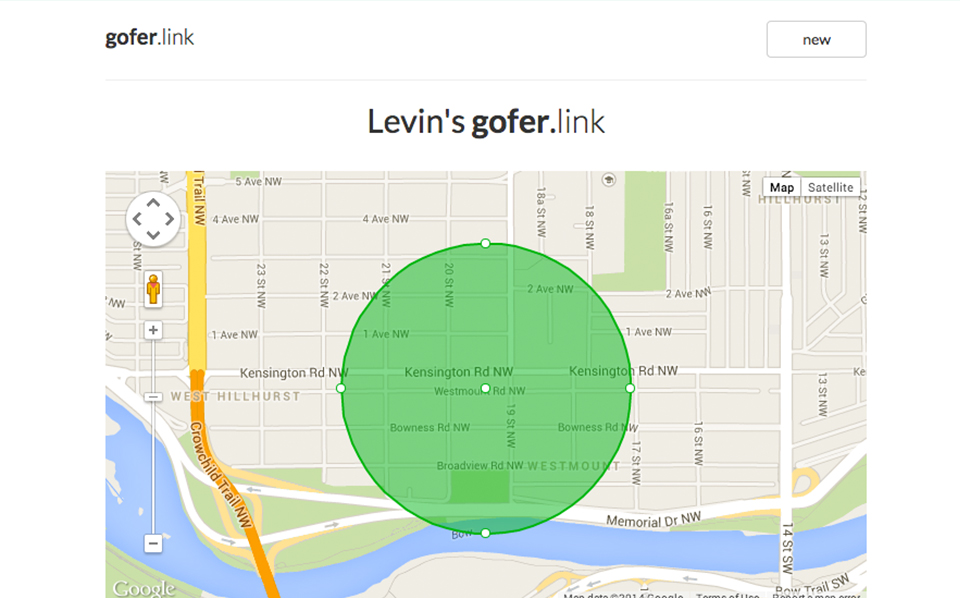 gofer.link
new
Levin's gofer.link
Map
Satellite
l Trail NW
5 Ave NW
18a St NW
18 St NW
16a St NW
16 St NW
HILLHURST
12 St NW
4 Ave NW
4 Ave NW
13 St NW
23 St NW
22 St NW
21 St NW
20 St NW
2 Ave NW
2 Ave NW
2 Ave NW
1 Ave NW
1 Ave NW
1 Ave NW
Kensington Rd NW
Kensington Rd NW
Kensington Rd NW
Ke
WEST HILLHURST
Westmount Rd NW
13 St NW
19 St NW
Bowness Rd NW
Bowness Rd NW
16 St NW
17 St NW
Crowchild Trail NW
Broadview Rd NW
WESTMOUNT
Memorial Dr NW
14 St SW
Bow
Bow Trail SW
Google
Map data ©2014 Google
Terms of Use
Report a map error